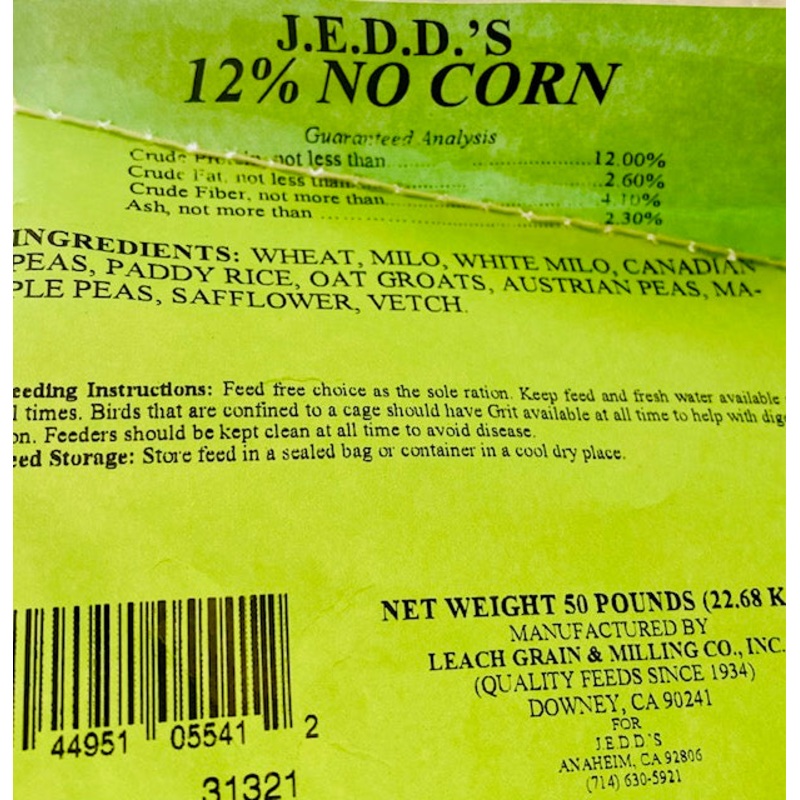 J.E.D.D.'S
12% NO CORN
Guaranteed Analysis
Crude Protein, not less than 12.00%
Crude Fat, not less than 2.60%
Crude Fiber, not more than 4.10%
Ash, not more than 2.30%
INGREDIENTS: WHEAT, MILO, WHITE MILO, CANADIAN
PEAS, PADDY RICE, OAT GROATS, AUSTRIAN PEAS, MA-
PLE PEAS, SAFFLOWER, VETCH.
eeding Instructions: Feed free choice as the sole ration. Keep feed and fresh water available
l times. Birds that are confined to a cage should have Grit available at all time to help with dige
on. Feeders should be kept clean at all time to avoid disease.
eed Storage: Store feed in a sealed bag or container in a cool dry place.
NET WEIGHT 50 POUNDS (22.68 K
MANUFACTURED BY
LEACH GRAIN & MILLING CO., INC.
(QUALITY FEEDS SINCE 1934)
DOWNEY, CA 90241
FOR
J.E.D.D.'S
ANAHEIM, CA 92806
(714) 630-5921
44951 05541 2
31321